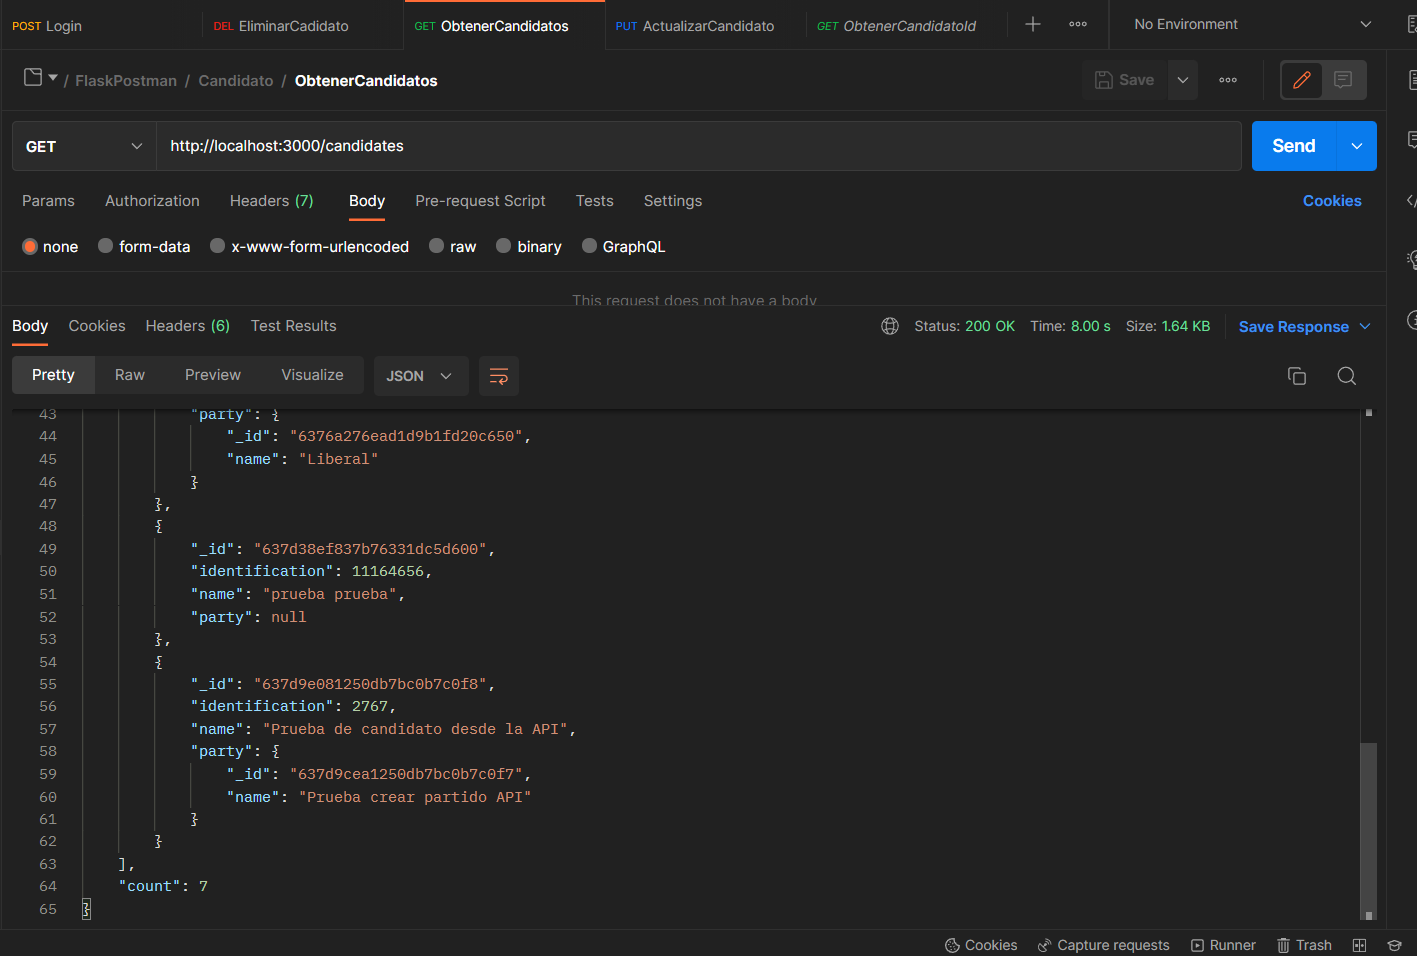 POST Login DEL EliminarCadidato GET ObtenerCandidatos PUT ActualizarCandidato GET ObtenerCandidatoId No Environment
/ FlaskPostman / Candidato / ObtenerCandidatos Save
GET http://localhost:3000/candidates Send
Params Authorization Headers (7) Body Pre-request Script Tests Settings Cookies
none form-data x-www-form-urlencoded raw binary GraphQL
This request does not have a body
Body Cookies Headers (6) Test Results Status: 200 OK Time: 8.00 s Size: 1.64 KB Save Response
Pretty Raw Preview Visualize JSON
43 "party": {
44 "_id": "6376a276ead1d9b1fd20c650",
45 "name": "Liberal"
46 }
47 },
48 {
49 "_id": "637d38ef837b76331dc5d600",
50 "identification": 11164656,
51 "name": "prueba prueba",
52 "party": null
53 },
54 {
55 "_id": "637d9e081250db7bc0b7c0f8",
56 "identification": 2767,
57 "name": "Prueba de candidato desde la API",
58 "party": {
59 "_id": "637d9cea1250db7bc0b7c0f7",
60 "name": "Prueba crear partido API"
61 }
62 }
63 ],
64 "count": 7
65 }
Cookies Capture requests Runner Trash